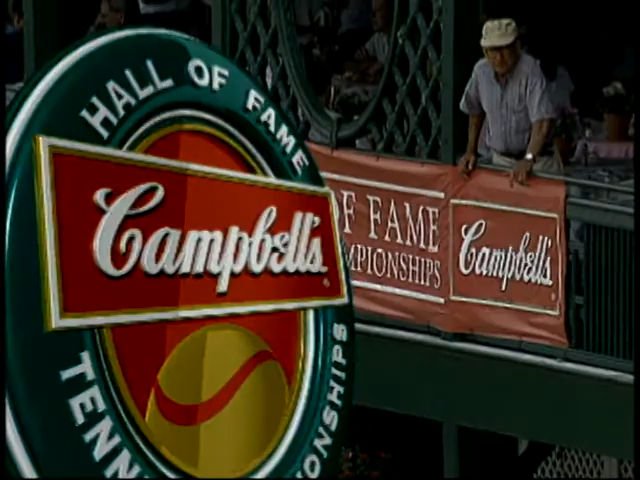 HALL OF FAME
Campbell's
TENN
ONSHIPS
F FAME
MPIONSHIPS
Campbell's